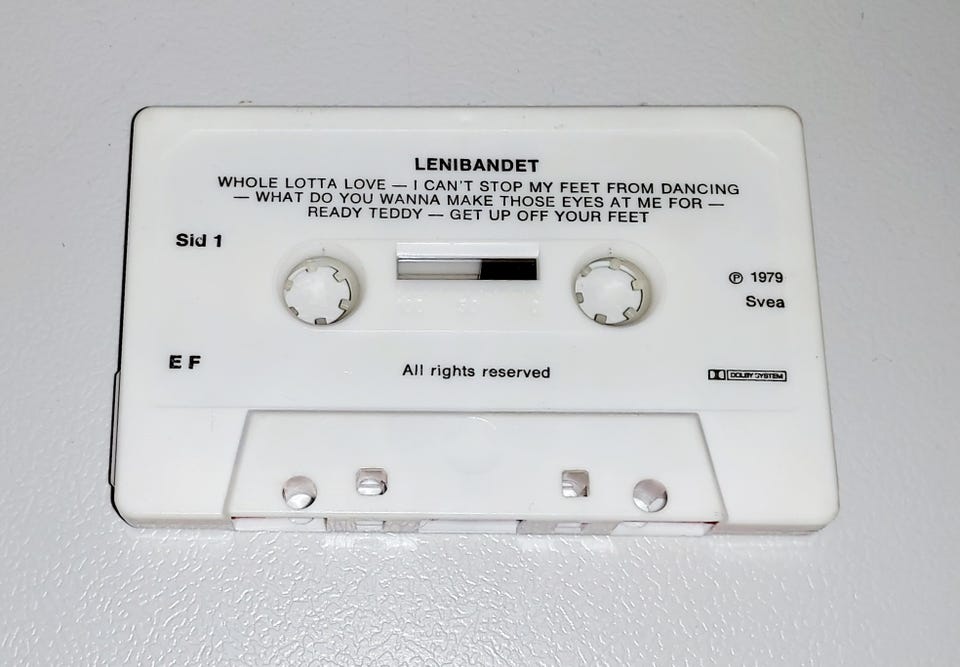 LENIBANDET
WHOLE LOTTA LOVE — I CAN'T STOP MY FEET FROM DANCING
— WHAT DO YOU WANNA MAKE THOSE EYES AT ME FOR —
READY TEDDY — GET UP OFF YOUR FEET
Sid 1
℗ 1979
Svea
E F
All rights reserved
DOLBY SYSTEM